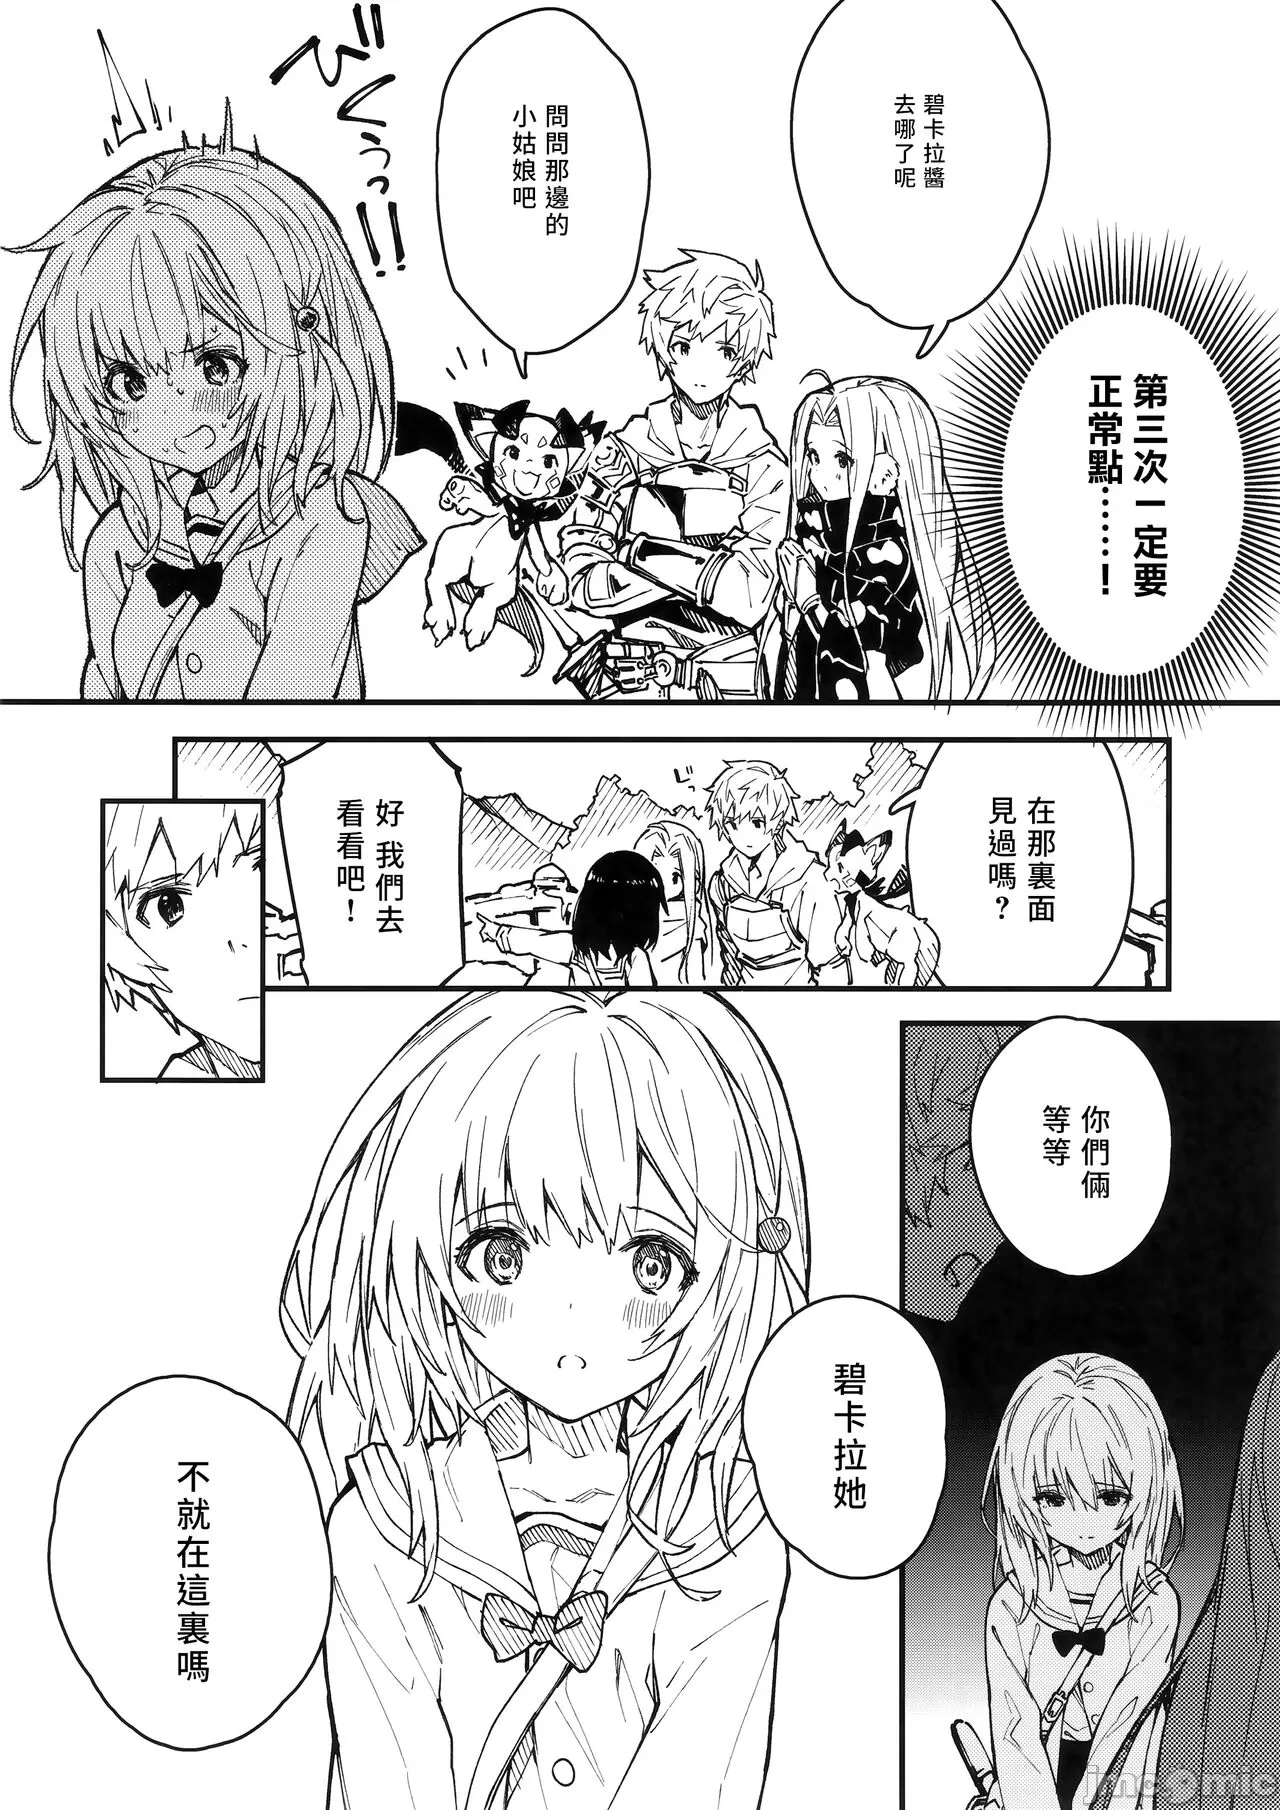 第三次一定要
正常點……！
碧卡拉醬
去哪了呢
問問那邊的
小姑娘吧
びくぅっ!!
在那裏面
見過嗎？
じっ
好 我們去
看看吧！
你們倆
等等
碧卡拉她
不就在這裏嗎